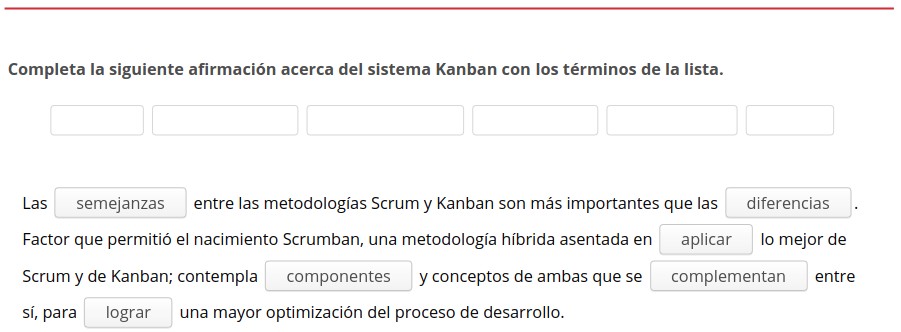 Completa la siguiente afirmación acerca del sistema Kanban con los términos de la lista.
Las semejanzas entre las metodologías Scrum y Kanban son más importantes que las diferencias .
Factor que permitió el nacimiento Scrumban, una metodología híbrida asentada en aplicar lo mejor de
Scrum y de Kanban; contempla componentes y conceptos de ambas que se complementan entre
sí, para lograr una mayor optimización del proceso de desarrollo.